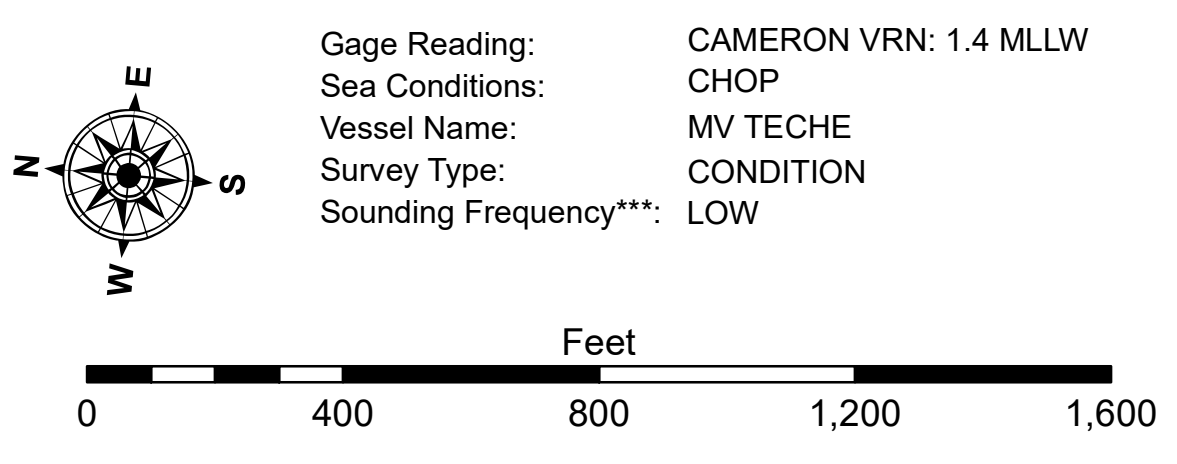 E
N
S
W
Gage Reading: CAMERON VRN: 1.4 MLLW
Sea Conditions: CHOP
Vessel Name: MV TECHE
Survey Type: CONDITION
Sounding Frequency***: LOW
Feet
0 400 800 1,200 1,600